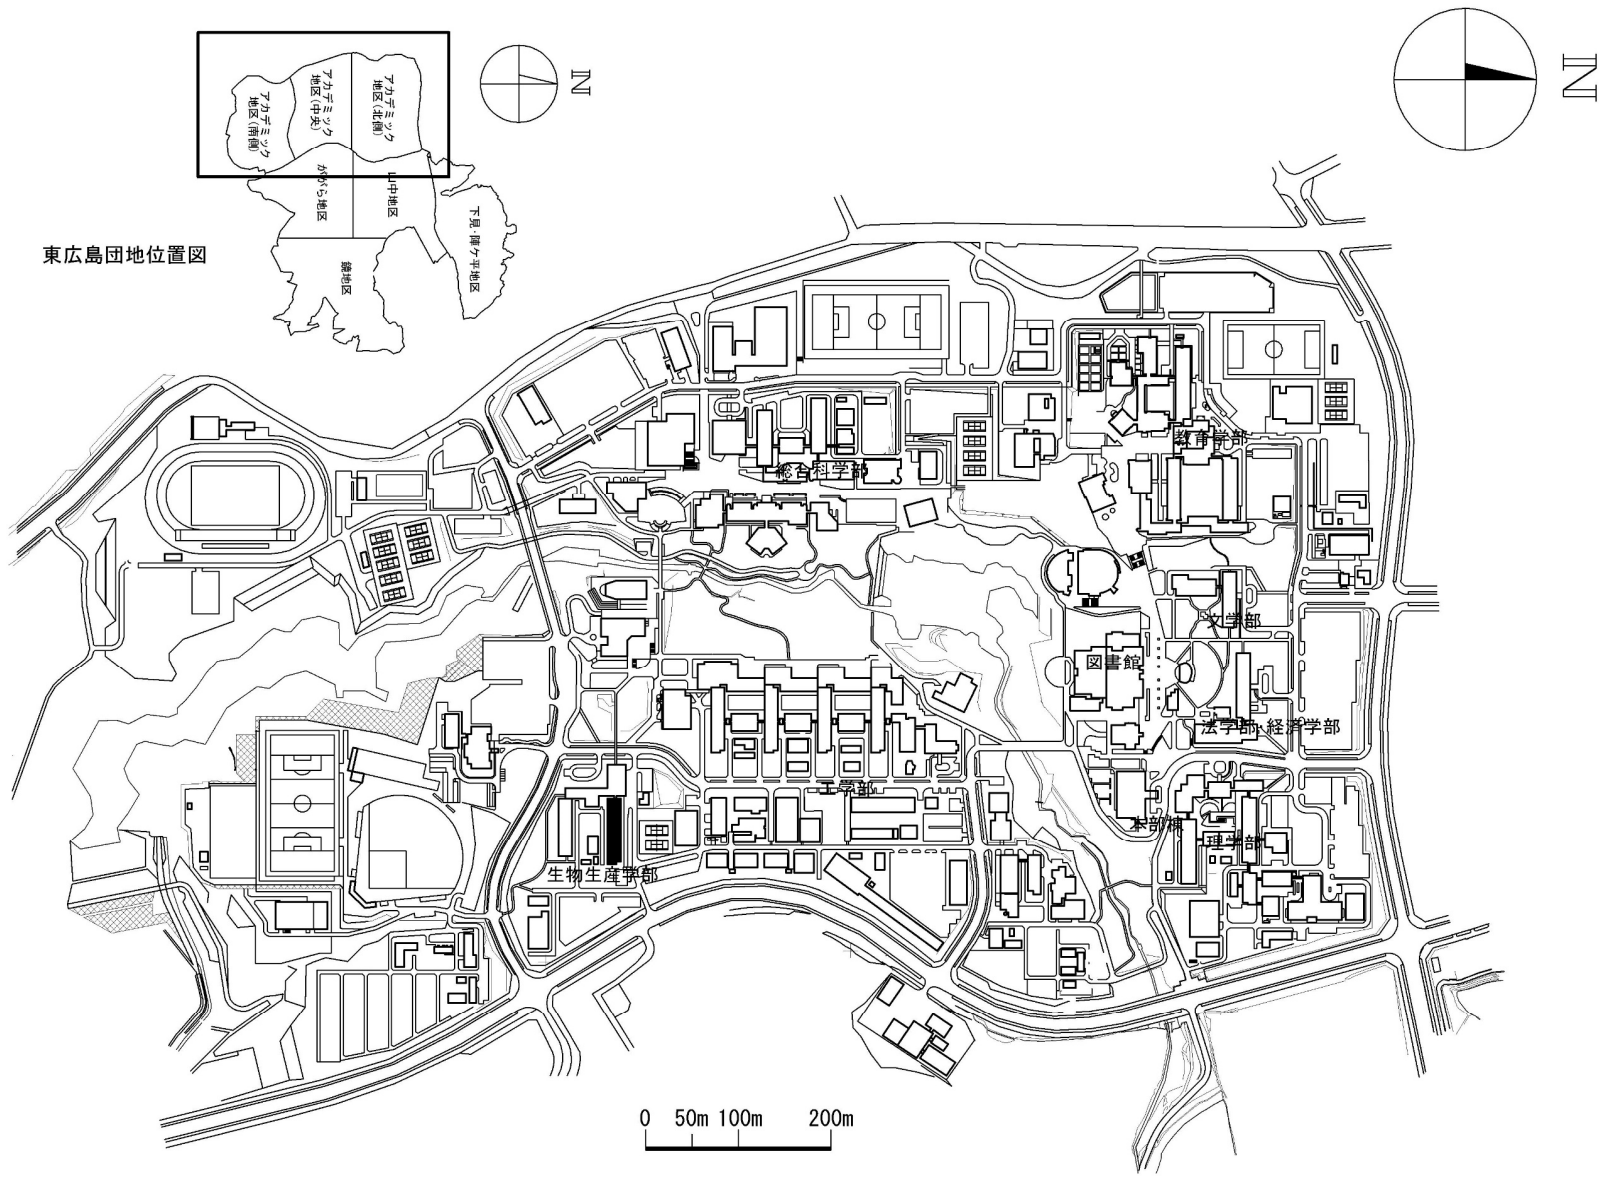 N
N
アカデミック
地区(北側)
アカデミック
地区(中央)
アカデミック
地区(南側)
ががら地区
山中地区
下見・陣ケ平地区
鏡地区
東広島団地位置図
教育学部
総合科学部
文学部
図書館
法学部・経済学部
工学部
本部棟
理学部
生物生産学部
0 50m 100m 200m